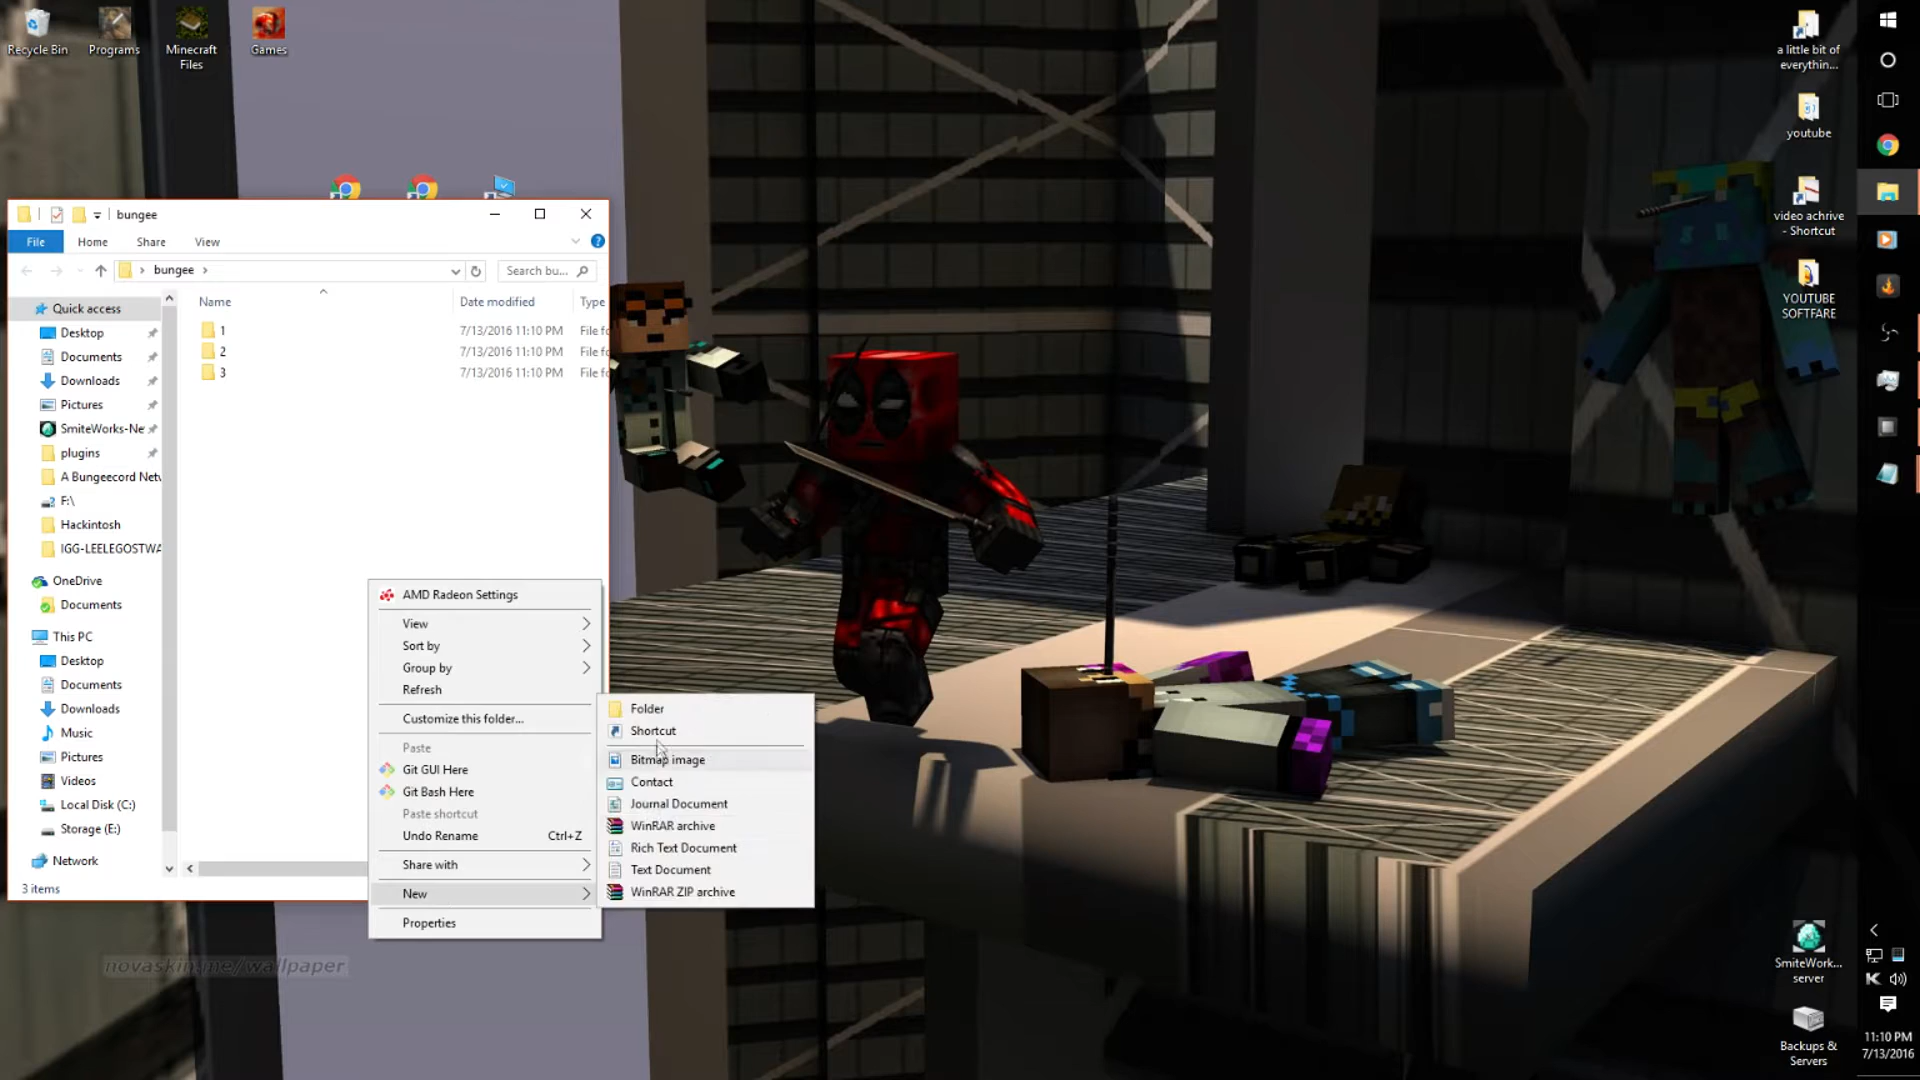 Recycle Bin
Programs
Minecraft
Files
Games
a little bit of
everythin...
youtube
video achrive
- Shortcut
YOUTUBE
SOFTFARE
bungee
File
Home
Share
View
bungee
Search bu...
Name
Date modified
Type
Quick access
Desktop
Documents
Downloads
Pictures
SmiteWorks-Ne
plugins
A Bungeecord Netw
F:\
Hackintosh
IGG-LEELEGOSTWA
OneDrive
Documents
This PC
Desktop
Documents
Downloads
Music
Pictures
Videos
Local Disk (C:)
Storage (E:)
Network
3 items
1
7/13/2016 11:10 PM
File fo
2
7/13/2016 11:10 PM
File fo
3
7/13/2016 11:10 PM
File fo
AMD Radeon Settings
View
Sort by
Group by
Refresh
Customize this folder...
Paste
Git GUI Here
Git Bash Here
Paste shortcut
Undo Rename
Ctrl+Z
Share with
New
Properties
Folder
Shortcut
Bitmap image
Contact
Journal Document
WinRAR archive
Rich Text Document
Text Document
WinRAR ZIP archive
novaskin.me/wallpaper
SmiteWork...
server
Backups &
Servers
11:10 PM
7/13/2016